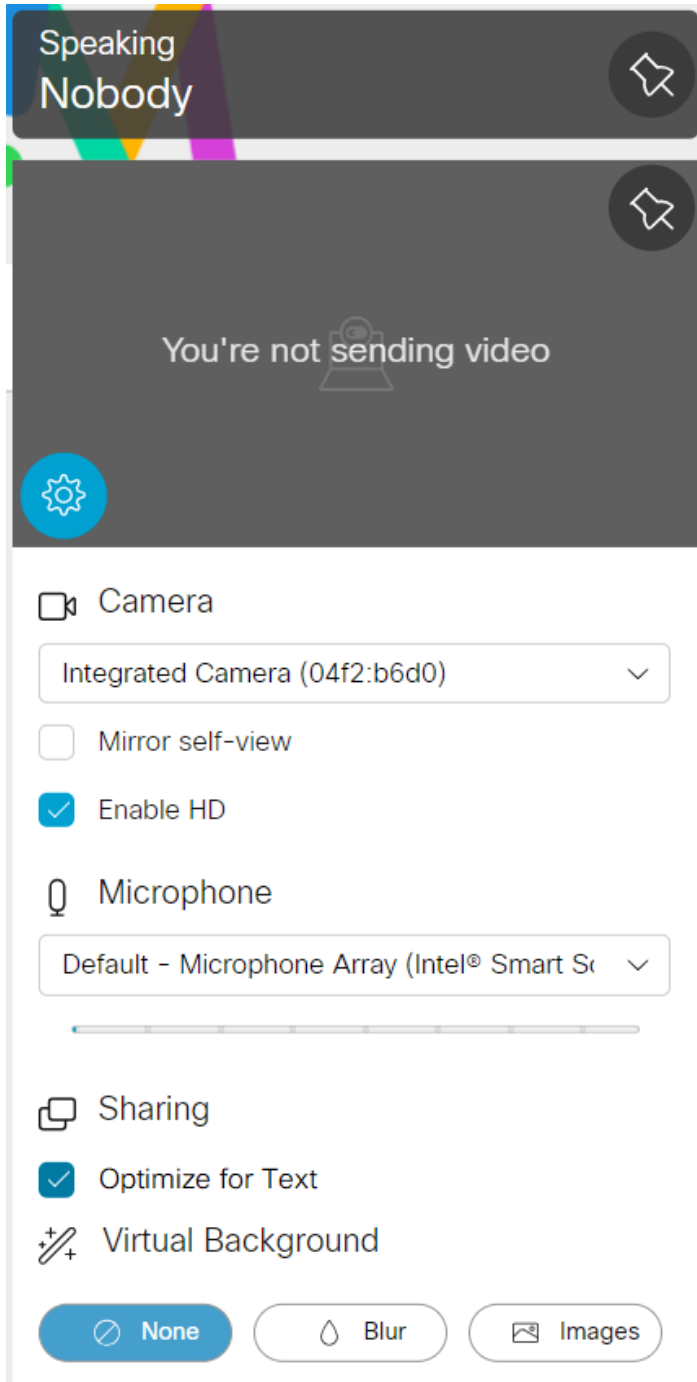 Speaking
Nobody
You're not sending video
Camera
Integrated Camera (04f2:b6d0)
Mirror self-view
Enable HD
Microphone
Default - Microphone Array (Intel® Smart So
Sharing
Optimize for Text
Virtual Background
None
Blur
Images